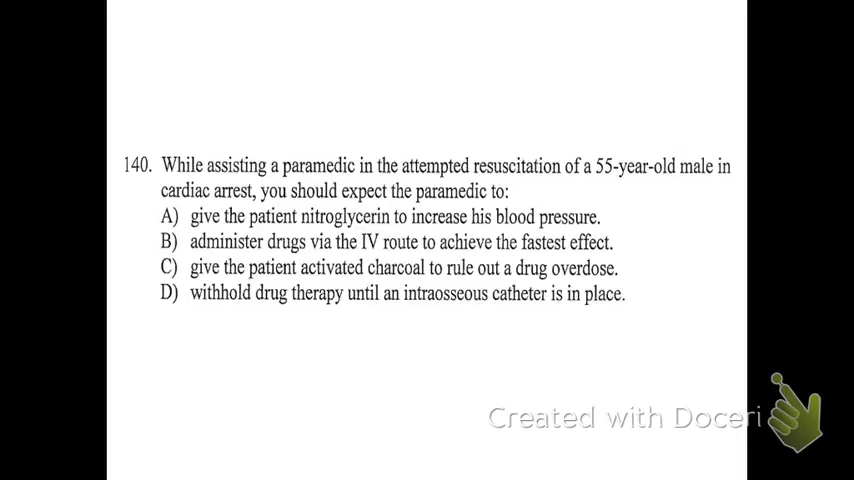 140. While assisting a paramedic in the attempted resuscitation of a 55-year-old male in
cardiac arrest, you should expect the paramedic to:
A) give the patient nitroglycerin to increase his blood pressure.
B) administer drugs via the IV route to achieve the fastest effect.
C) give the patient activated charcoal to rule out a drug overdose.
D) withhold drug therapy until an intraosseous catheter is in place.
Created with Doceri